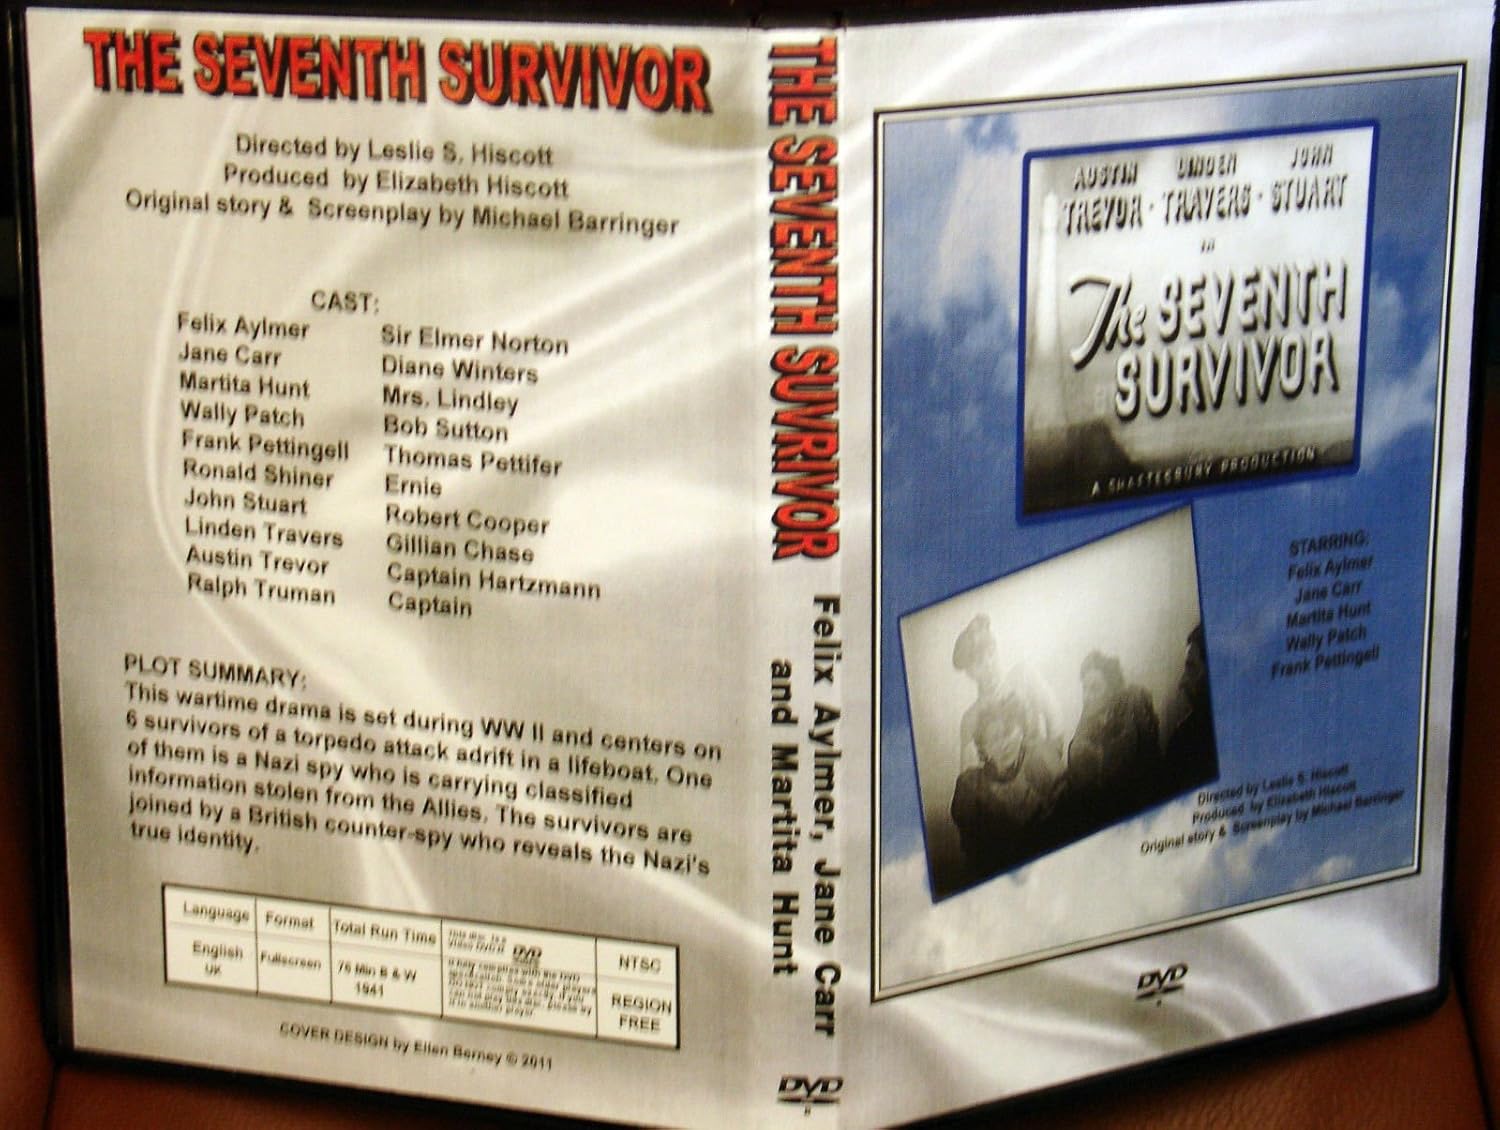 THE SEVENTH SURVIVOR
Directed by Leslie S. Hiscott
Produced by Elizabeth Hiscott
Original story & Screenplay by Michael Barringer
CAST:
Felix Aylmer Sir Elmer Norton
Jane Carr Diane Winters
Martita Hunt Mrs. Lindley
Wally Patch Bob Sutton
Frank Pettingell Thomas Pettifer
Ronald Shiner Ernie
John Stuart Robert Cooper
Linden Travers Gillian Chase
Austin Trevor Captain Hartzmann
Ralph Truman Captain
PLOT SUMMARY:
This wartime drama is set during WW II and centers on
6 survivors of a torpedo attack adrift in a lifeboat. One
of them is a Nazi spy who is carrying classified
information stolen from the Allies. The survivors are
joined by a British counter-spy who reveals the Nazi's
true identity.
Language Format Total Run Time
English
UK
Fullscreen
76 Min B & W
1941
This disc is a
DVD
NTSC
REGION
FREE
COVER DESIGN by Ellen Berney © 2011
THE SEVENTH SUVRIVOR
Felix Aylmer, Jane Carr
and Martita Hunt
DVD
AUSTIN LINDEN JOHN
TREVOR · TRAVERS · STUART
in
The SEVENTH
SURVIVOR
A SHAFTESBURY PRODUCTION
STARRING:
Felix Aylmer
Jane Carr
Martita Hunt
Wally Patch
Frank Pettingell
Directed by Leslie S. Hiscott
Produced by Elizabeth Hiscott
Original story & Screenplay by Michael Barringer
DVD